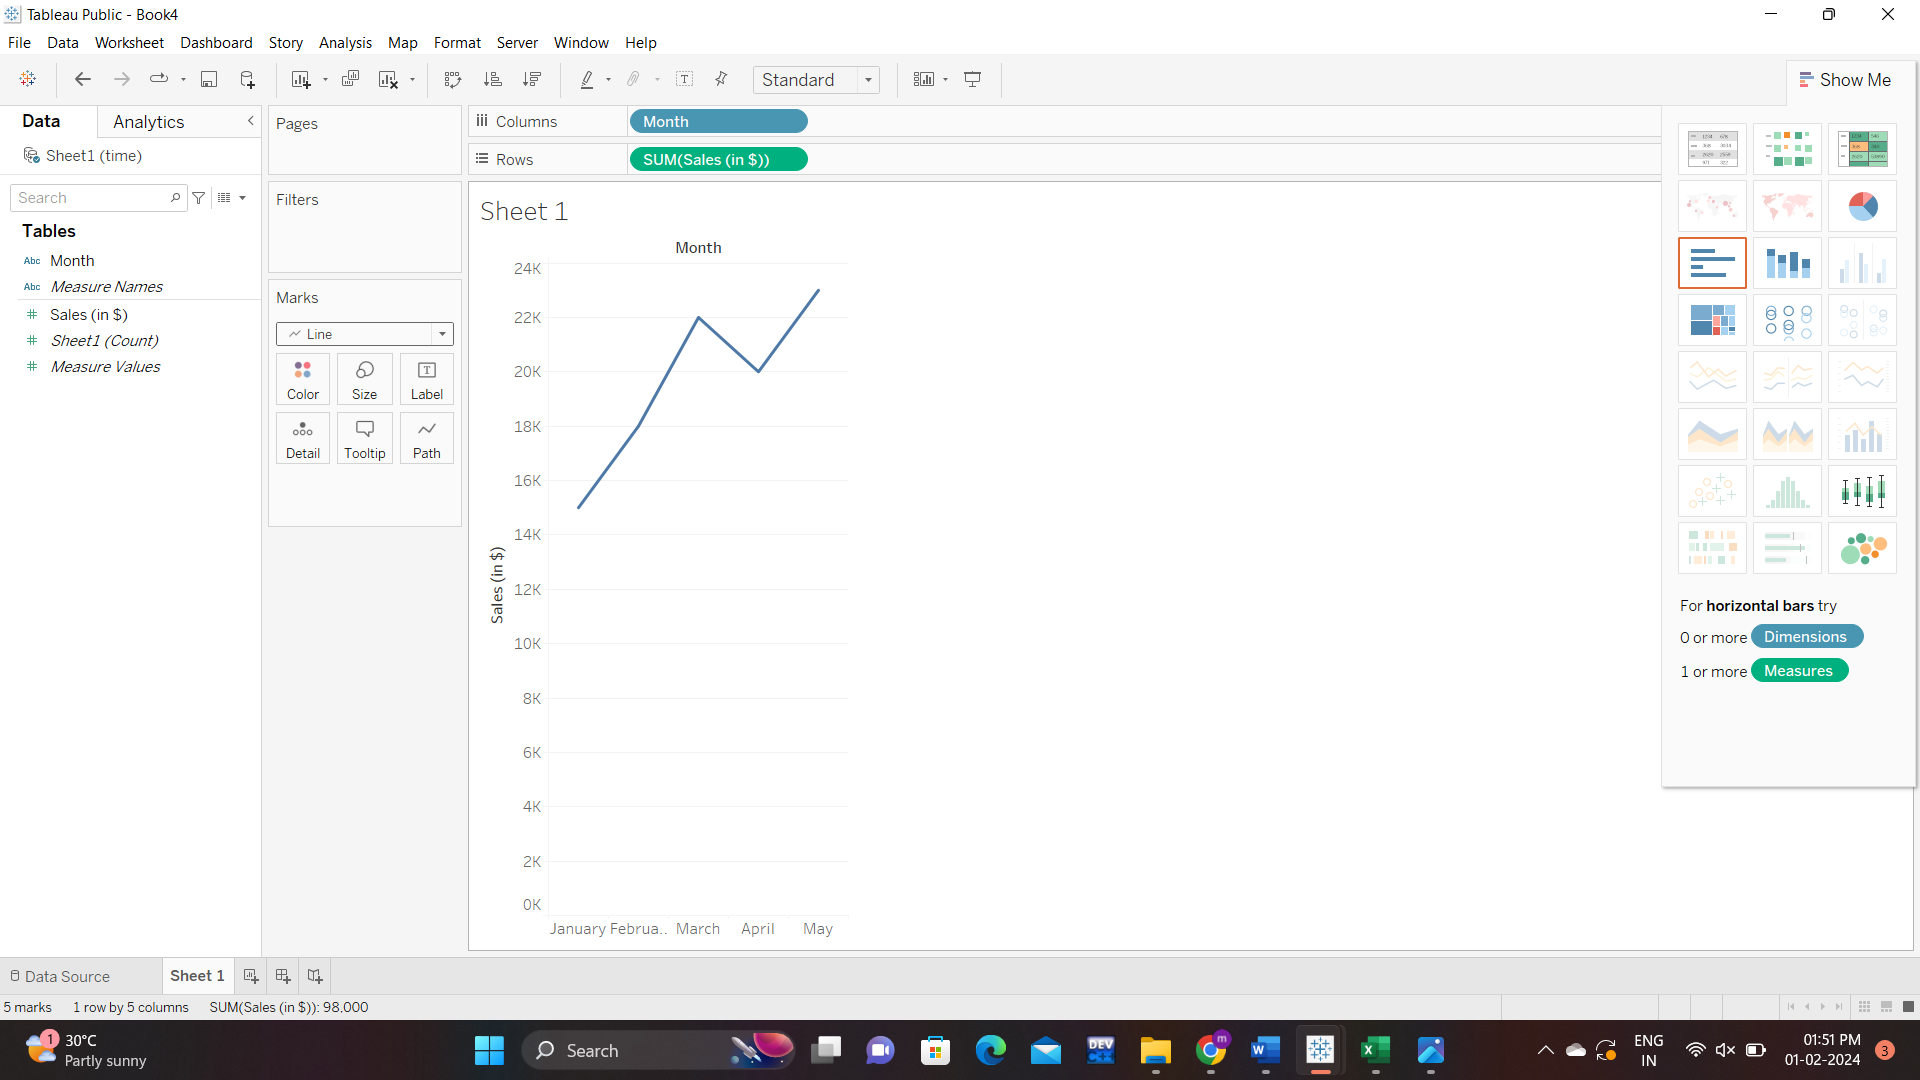 Tableau Public - Book4
File Data Worksheet Dashboard Story Analysis Map Format Server Window Help
Standard
Show Me
Data Analytics
Sheet1 (time)
Search
Tables
Abc Month
Abc Measure Names
# Sales (in $)
# Sheet1 (Count)
# Measure Values
Pages
Filters
Marks
Line
Color Size Label
Detail Tooltip Path
Columns Month
Rows SUM(Sales (in $))
Sheet 1
Month
24K
22K
20K
18K
16K
14K
12K
10K
8K
6K
4K
2K
0K
Sales (in $)
January Februa.. March April May
For horizontal bars try
0 or more Dimensions
1 or more Measures
Data Source Sheet 1
5 marks 1 row by 5 columns SUM(Sales (in $)): 98,000
1
30°C
Partly sunny
Search
DEV
C++
m
W
X
ENG
IN
01:51 PM
01-02-2024
3